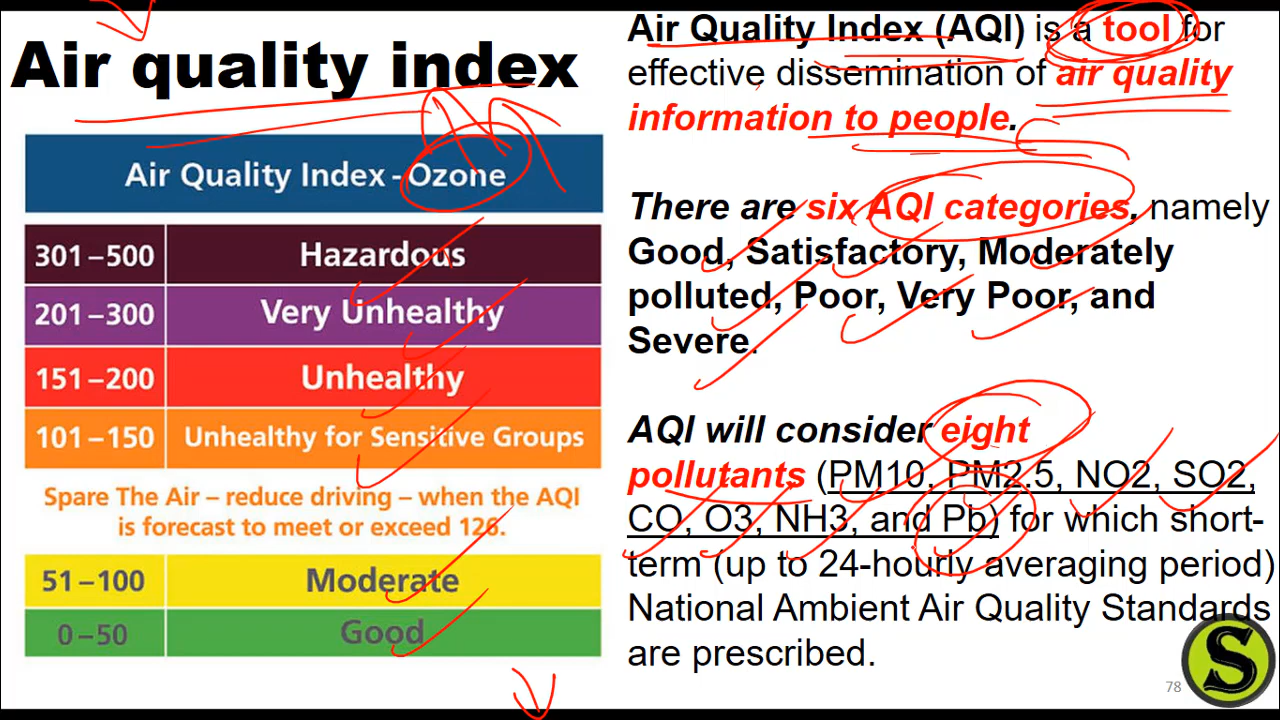 Air quality index
Air Quality Index - Ozone
301–500 Hazardous
201–300 Very Unhealthy
151–200 Unhealthy
101–150 Unhealthy for Sensitive Groups
Spare The Air – reduce driving – when the AQI
is forecast to meet or exceed 126.
51–100 Moderate
0–50 Good
Air Quality Index (AQI) is a tool for
effective dissemination of air quality
information to people.
There are six AQI categories, namely
Good, Satisfactory, Moderately
polluted, Poor, Very Poor, and
Severe.
AQI will consider eight
pollutants (PM10, PM2.5, NO2, SO2,
CO, O3, NH3, and Pb) for which short-
term (up to 24-hourly averaging period)
National Ambient Air Quality Standards
are prescribed.
78
S